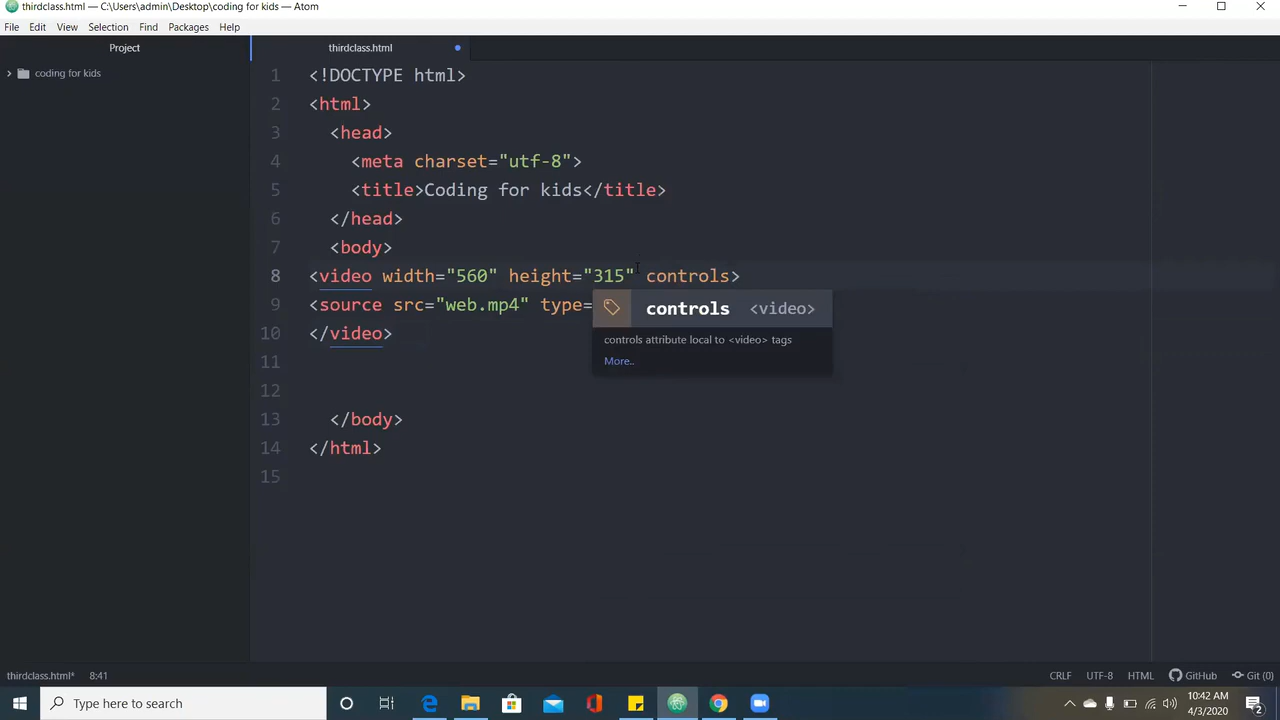 thirdclass.html — C:\Users\admin\Desktop\coding for kids — Atom
File Edit View Selection Find Packages Help
Project
thirdclass.html
coding for kids
1 <!DOCTYPE html>
2 <html>
3 <head>
4 <meta charset="utf-8">
5 <title>Coding for kids</title>
6 </head>
7 <body>
8 <video width="560" height="315" controls>
9 <source src="web.mp4" type=
controls <video>
10 </video>
controls attribute local to <video> tags
More..
11
12
13 </body>
14 </html>
15
thirdclass.html* 8:41 CRLF UTF-8 HTML GitHub Git (0)
Type here to search
10:42 AM
4/3/2020
2